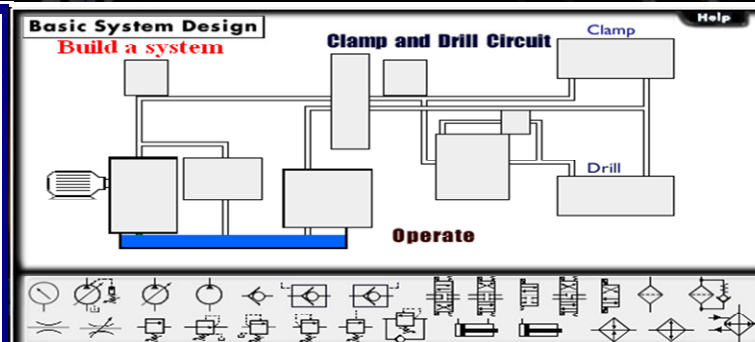 Basic System Design
Help
Build a system
Clamp and Drill Circuit
Clamp
Drill
Operate